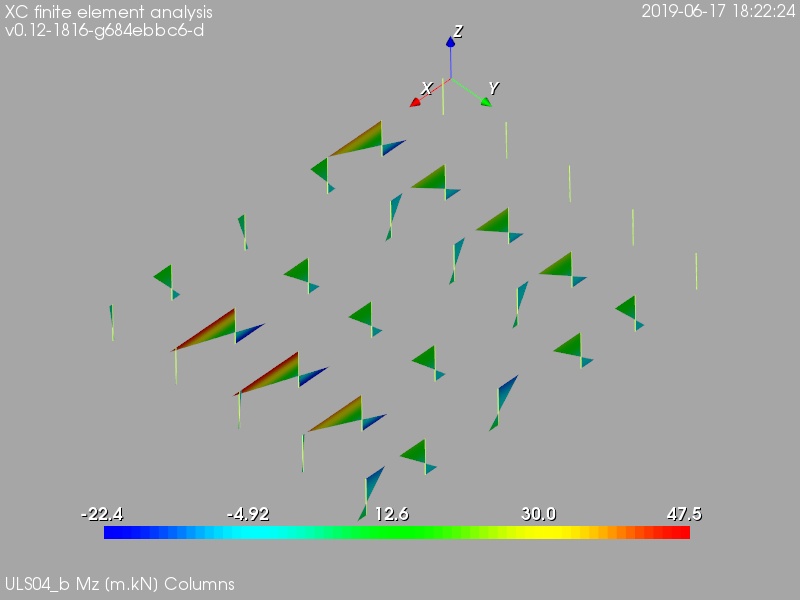 XC finite element analysis
v0.12-1816-g684ebbc6-d
2019-06-17 18:22:24
Z
X Y
-22.4 -4.92 12.6 30.0 47.5
ULS04_b Mz (m.kN) Columns